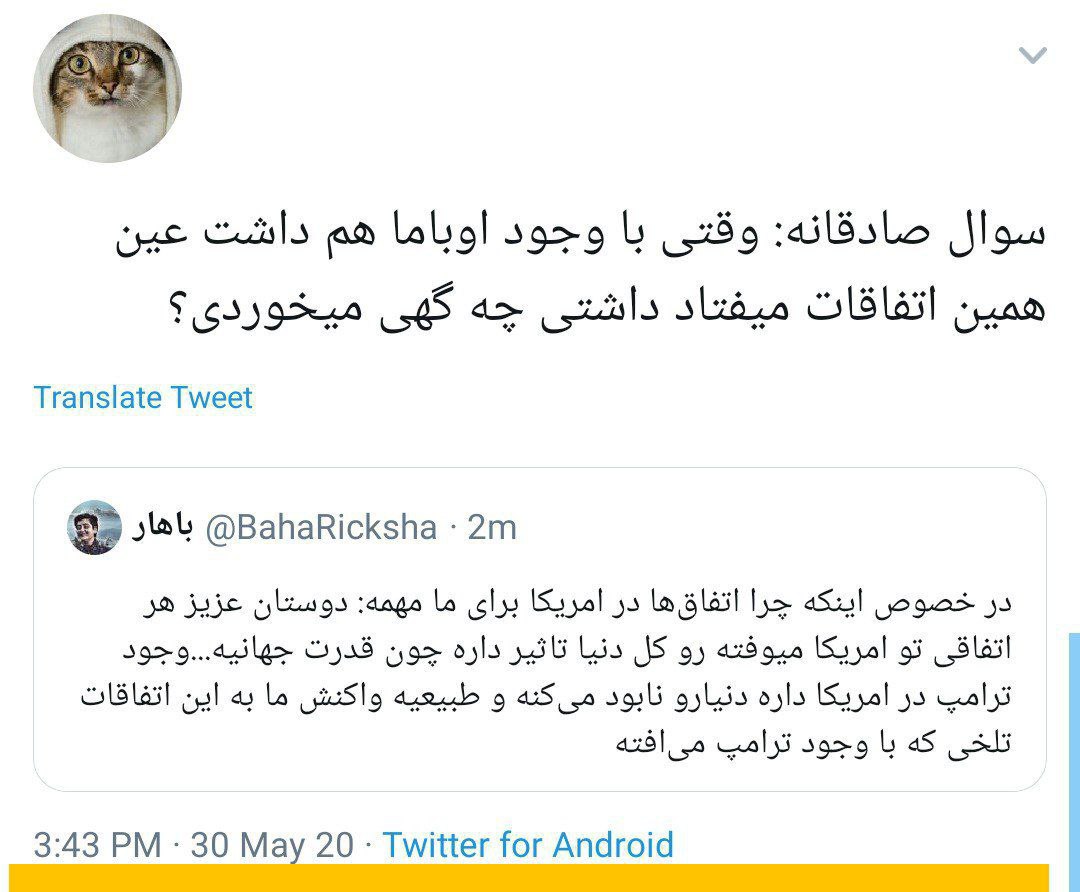 سوال صادقانه: وقتی با وجود اوباما هم داشت عین
همین اتفاقات میفتاد داشتی چه گهی میخوردی؟
Translate Tweet
باهار @BahaRicksha · 2m
در خصوص اینکه چرا اتفاق‌ها در امریکا برای ما مهمه: دوستان عزیز هر
اتفاقی تو امریکا میوفته رو کل دنیا تاثیر داره چون قدرت جهانیه...وجود
ترامپ در امریکا داره دنیارو نابود می‌کنه و طبیعیه واکنش ما به این اتفاقات
تلخی که با وجود ترامپ می‌افته
3:43 PM · 30 May 20 · Twitter for Android